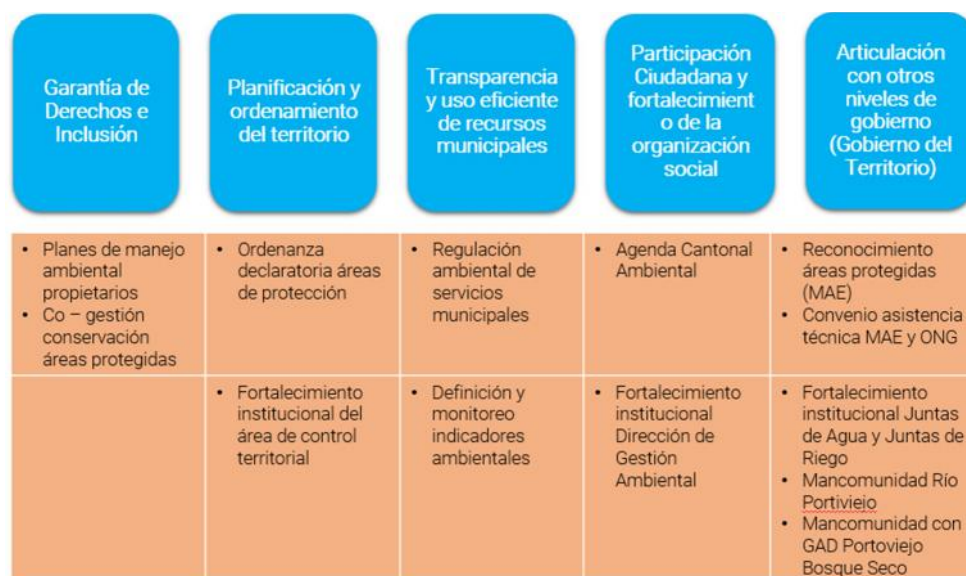 Garantía de
Derechos e
Inclusión
Planificación y
ordenamiento
del territorio
Transparencia
y uso eficiente
de recursos
municipales
Participación
Ciudadana y
fortalecimient
o de la
organización
social
Articulación
con otros
niveles de
gobierno
(Gobierno del
Territorio)
• Planes de manejo
ambiental
propietarios
• Co – gestión
conservación
áreas protegidas
• Ordenanza
declaratoria áreas
de protección
• Regulación
ambiental de
servicios
municipales
• Agenda Cantonal
Ambiental
• Reconocimiento
áreas protegidas
(MAE)
• Convenio asistencia
técnica MAE y ONG
• Fortalecimiento
institucional del
área de control
territorial
• Definición y
monitoreo
indicadores
ambientales
• Fortalecimiento
institucional
Dirección de
Gestión
Ambiental
• Fortalecimiento
institucional Juntas
de Agua y Juntas de
Riego
• Mancomunidad Río
Portiviejo
• Mancomunidad con
GAD Portoviejo
Bosque Seco